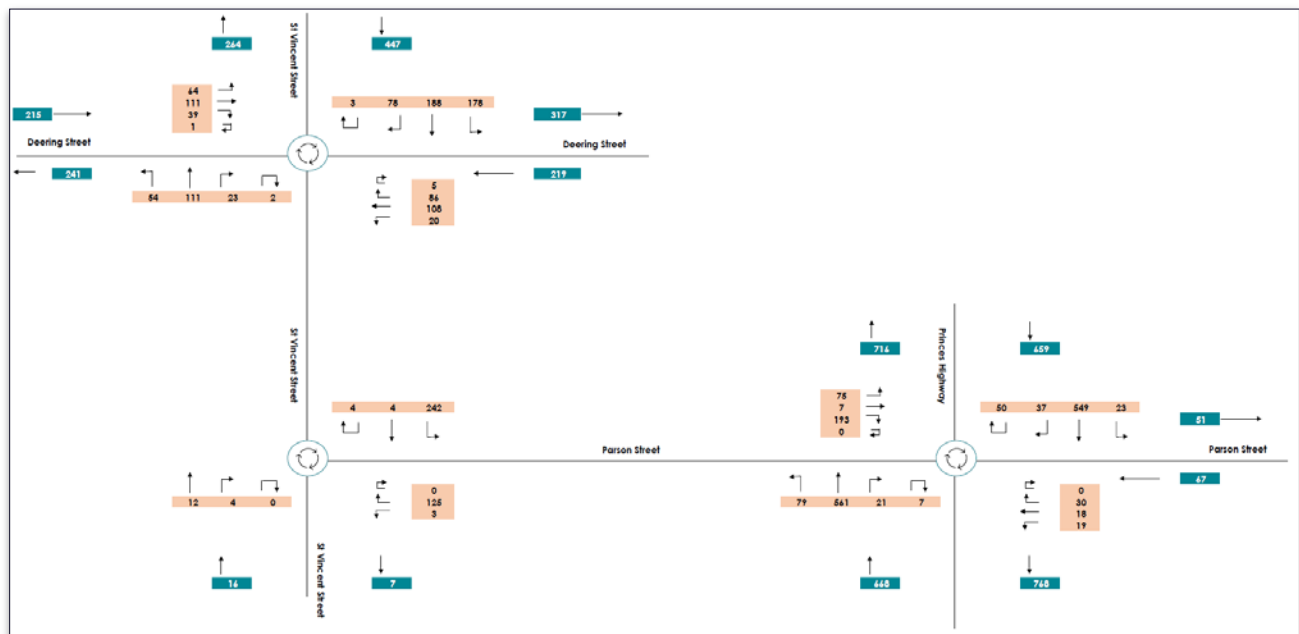 St Vincent Street
264
447
64
111
39
1
3 78 188 178
215
317
Deering Street
Deering Street
241
219
54 111 23 2
5
86
108
20
St Vincent Street
Princes Highway
716
659
75
7
193
0
4 4 242
50 37 549 23
51
Parson Street
Parson Street
67
12 4 0
0
125
3
79 561 21 7
0
30
18
19
St Vincent Street
16
7
668
768